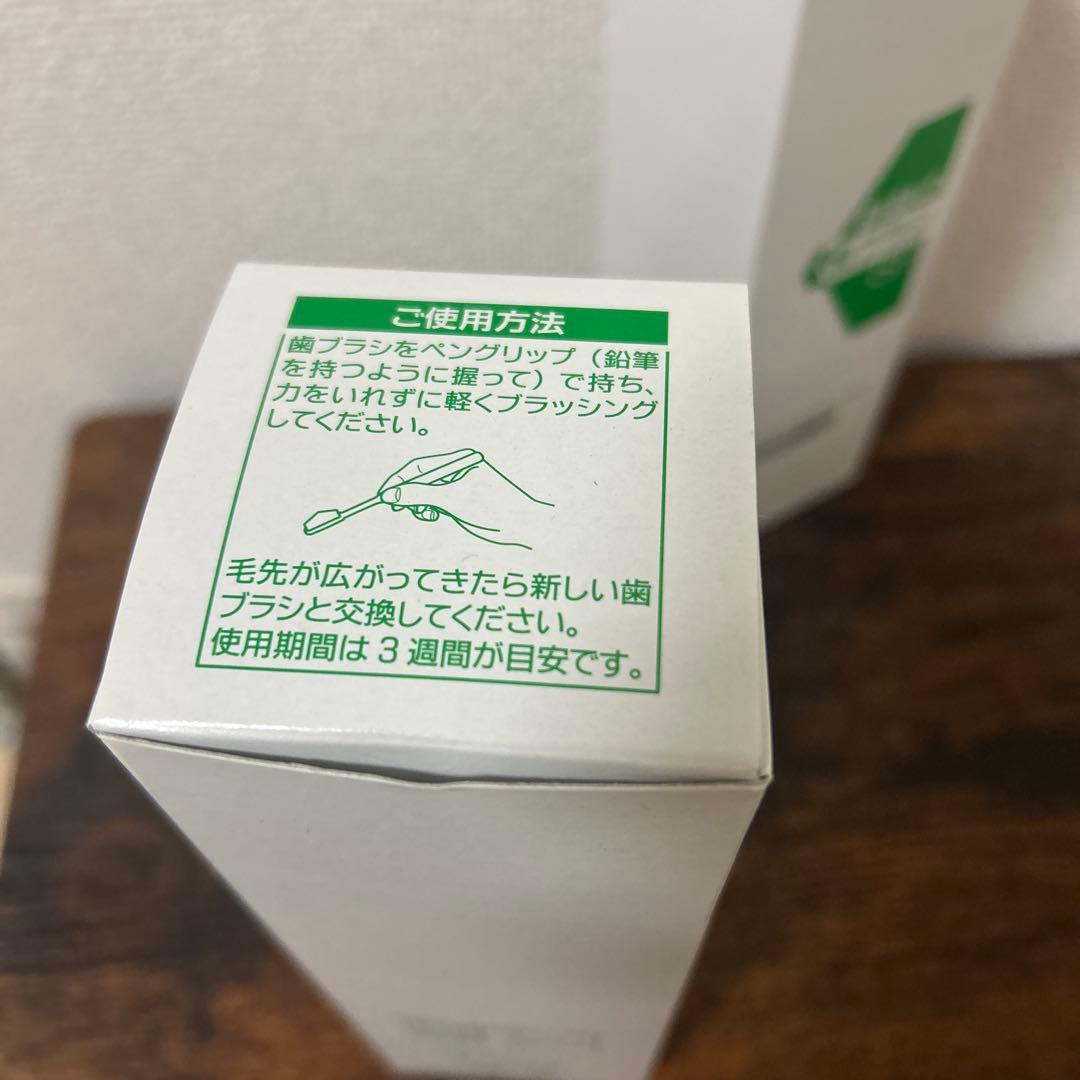 ご使用方法
歯ブラシをペングリップ（鉛筆
を持つように握って）で持ち、
力をいれずに軽くブラッシング
してください。
毛先が広がってきたら新しい歯
ブラシと交換してください。
使用期間は3週間が目安です。